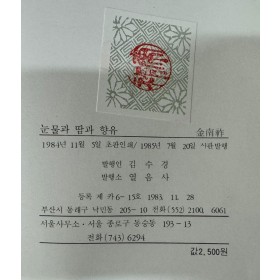 눈물과 땀과 향유 金南祚
1984년 11월 5일 초판인쇄/1985년 7월 20일 사판발행
발행인 김수경
발행소 열음사
등록 제 카6-15호 1983. 11. 28
부산시 동래구 낙민동 205-10 전화 (552) 2100, 6061
서울사무소·서울 종로구 동숭동 193-13
전화 (743) 6294
값2,500원